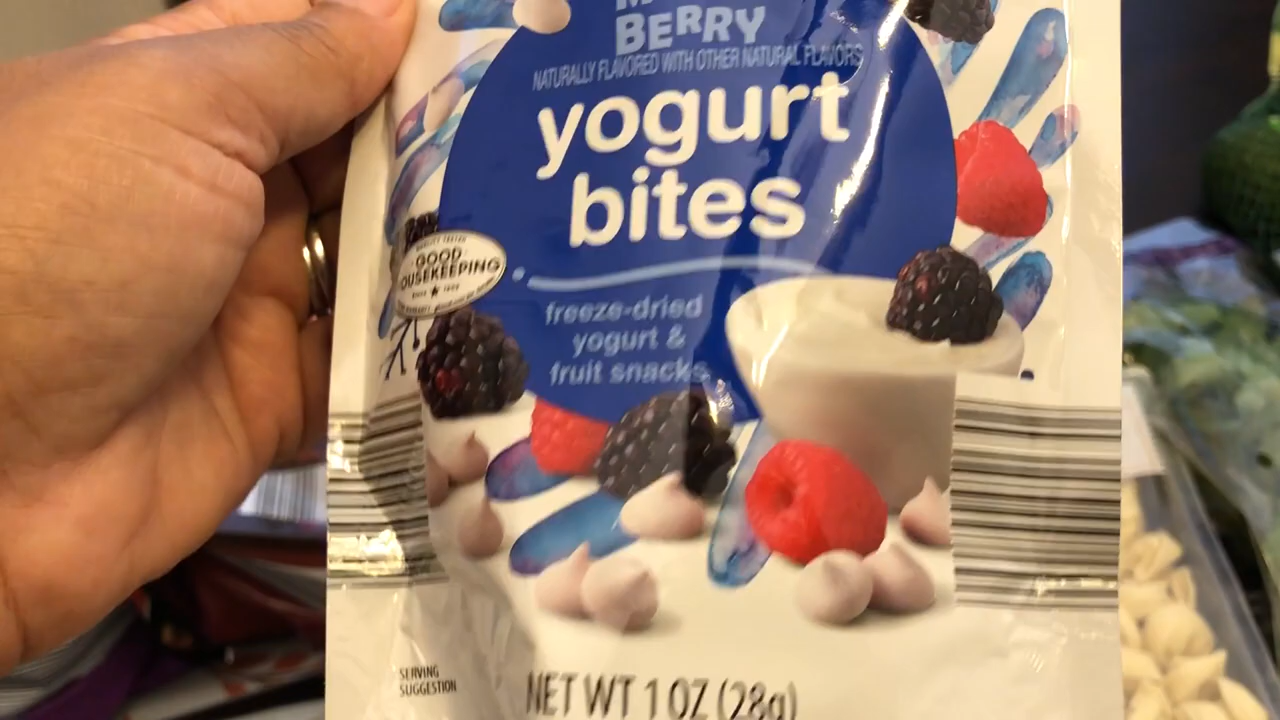 BERRY
NATURALLY FLAVORED WITH OTHER NATURAL FLAVORS
yogurt
bites
GOOD
OUSEKEEPING
freeze-dried
yogurt &
fruit snacks
SERVING
SUGGESTION
NET WT 1 OZ (28g)